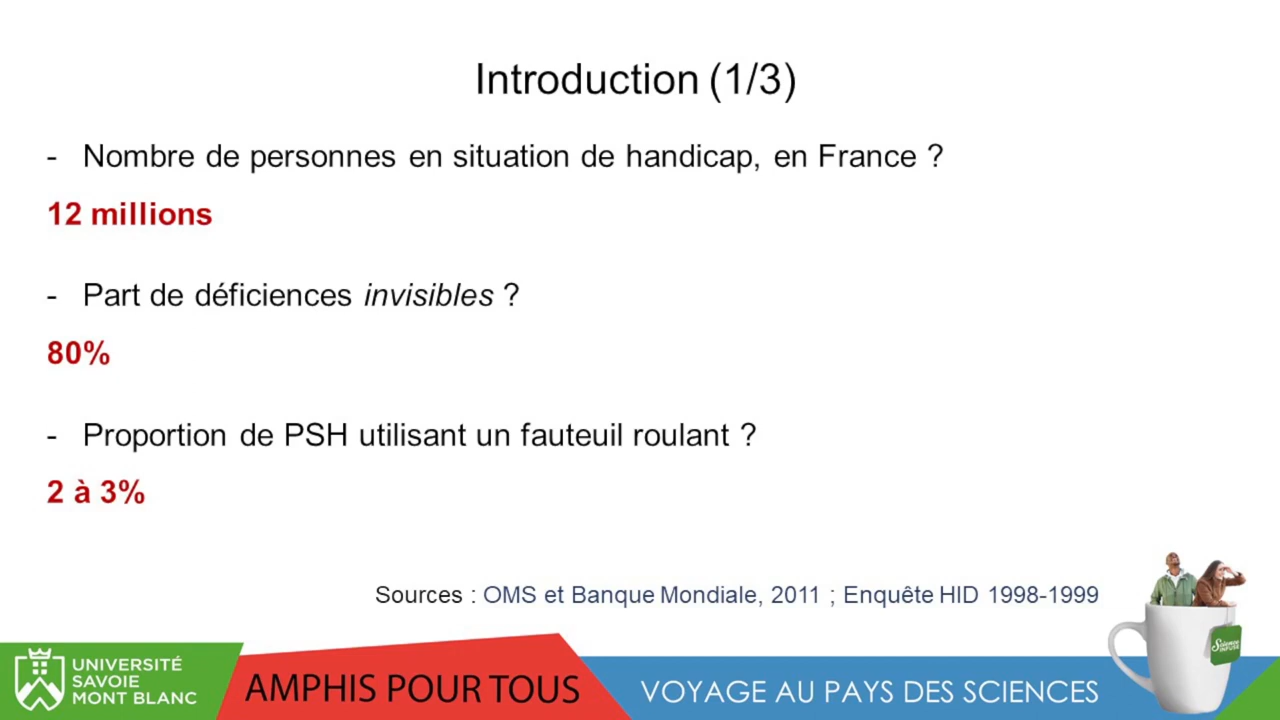 Introduction (1/3)
- Nombre de personnes en situation de handicap, en France ?
12 millions
- Part de déficiences invisibles ?
80%
- Proportion de PSH utilisant un fauteuil roulant ?
2 à 3%
Sources : OMS et Banque Mondiale, 2011 ; Enquête HID 1998-1999
Science
INFUSE
UNIVERSITÉ
SAVOIE
MONT BLANC
AMPHIS POUR TOUS
VOYAGE AU PAYS DES SCIENCES